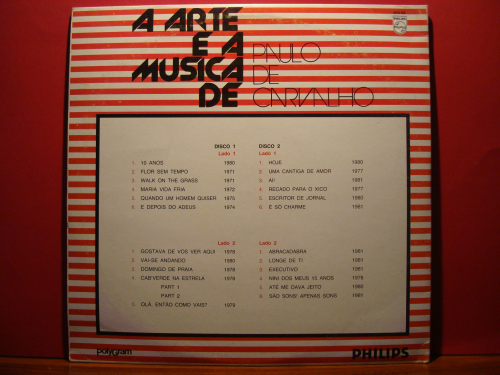 A ARTE
E A
MUSICA
DE
PAULO
DE
CARVALHO
PHILIPS
DISCO 1
Lado 1
1. 10 ANOS 1980
2. FLOR SEM TEMPO 1971
3. WALK ON THE GRASS 1971
4. MARIA VIDA FRIA 1972
5. QUANDO UM HOMEM QUISER 1975
6. E DEPOIS DO ADEUS 1974
Lado 2
1. GOSTAVA DE VOS VER AQUI 1979
2. VAI-SE ANDANDO 1980
3. DOMINGO DE PRAIA 1979
4. CAB'VERDE NA ESTRELA 1979
PART 1
PART 2
5. OLÁ, ENTÃO COMO VAIS? 1979
DISCO 2
Lado 1
1. HOJE 1980
2. UMA CANTIGA DE AMOR 1977
3. AI! 1981
4. RECADO PARA O XICO 1977
5. ESCRITOR DE JORNAL 1980
6. E SÓ CHARME 1981
Lado 2
1. ABRACADABRA 1981
2. LONGE DE TI 1981
3. EXECUTIVO 1981
4. NINI DOS MEUS 15 ANOS 1978
5. ATÉ ME DAVA JEITO 1980
6. SÃO SONS! APENAS SONS 1981
polygram
PHILIPS